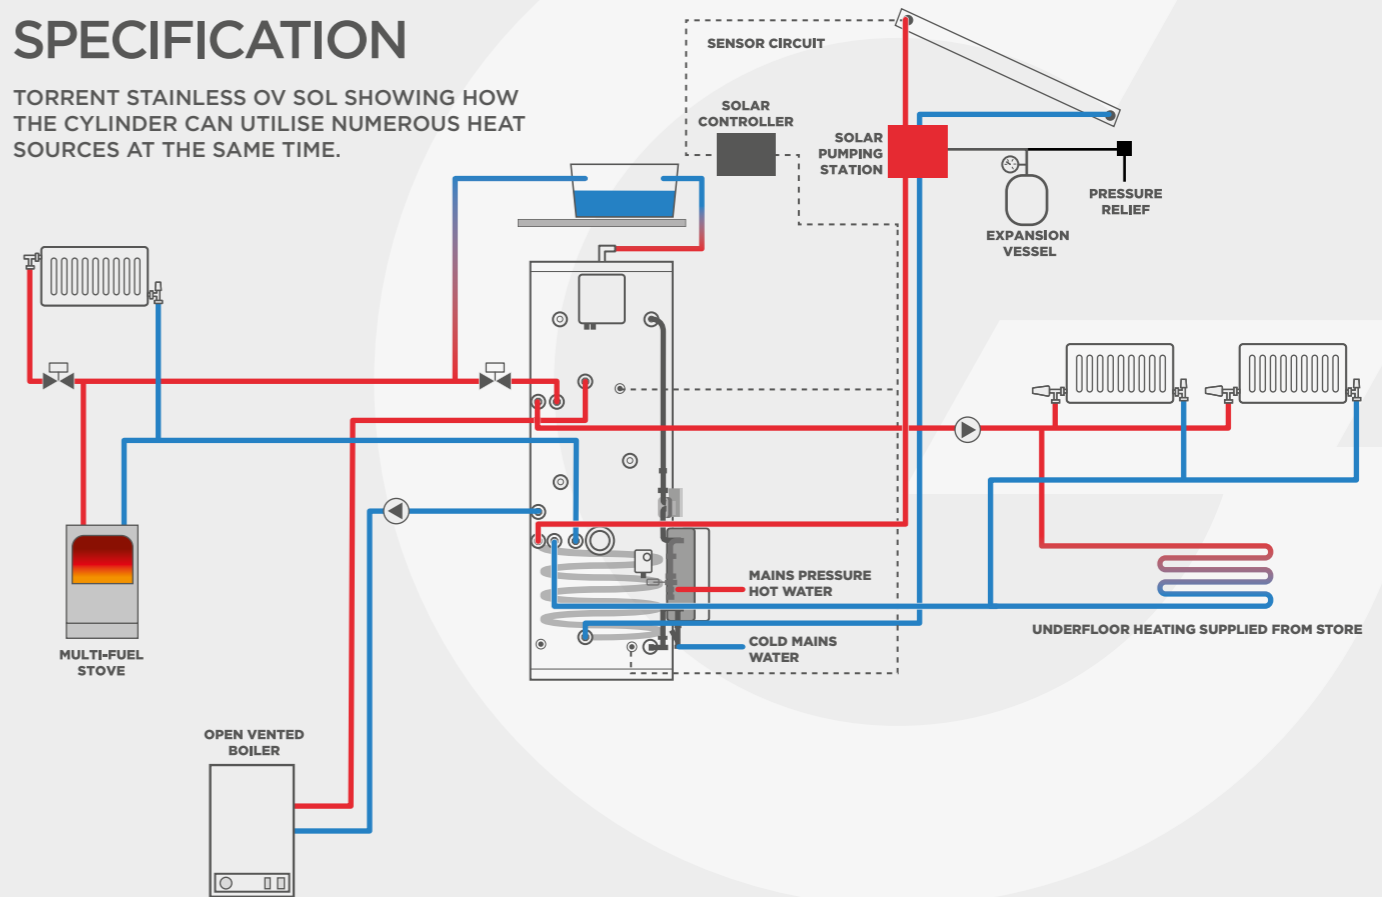 SPECIFICATION
TORRENT STAINLESS OV SOL SHOWING HOW
THE CYLINDER CAN UTILISE NUMEROUS HEAT
SOURCES AT THE SAME TIME.
SENSOR CIRCUIT
SOLAR
CONTROLLER
SOLAR
PUMPING
STATION
PRESSURE
RELIEF
EXPANSION
VESSEL
MAINS PRESSURE
HOT WATER
COLD MAINS
WATER
UNDERFLOOR HEATING SUPPLIED FROM STORE
MULTI-FUEL
STOVE
OPEN VENTED
BOILER